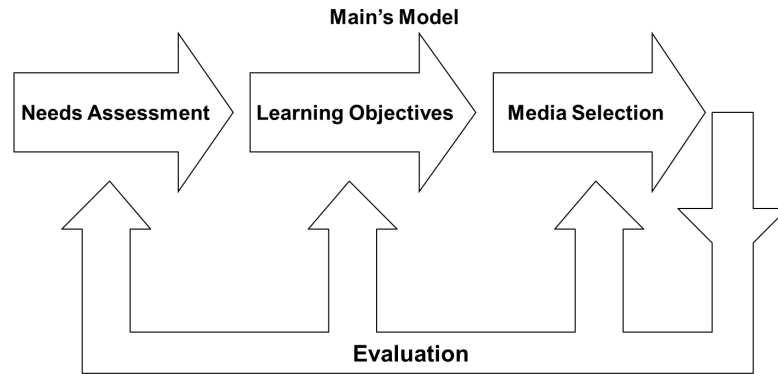 Main’s Model
Needs Assessment
Learning Objectives
Media Selection
Evaluation